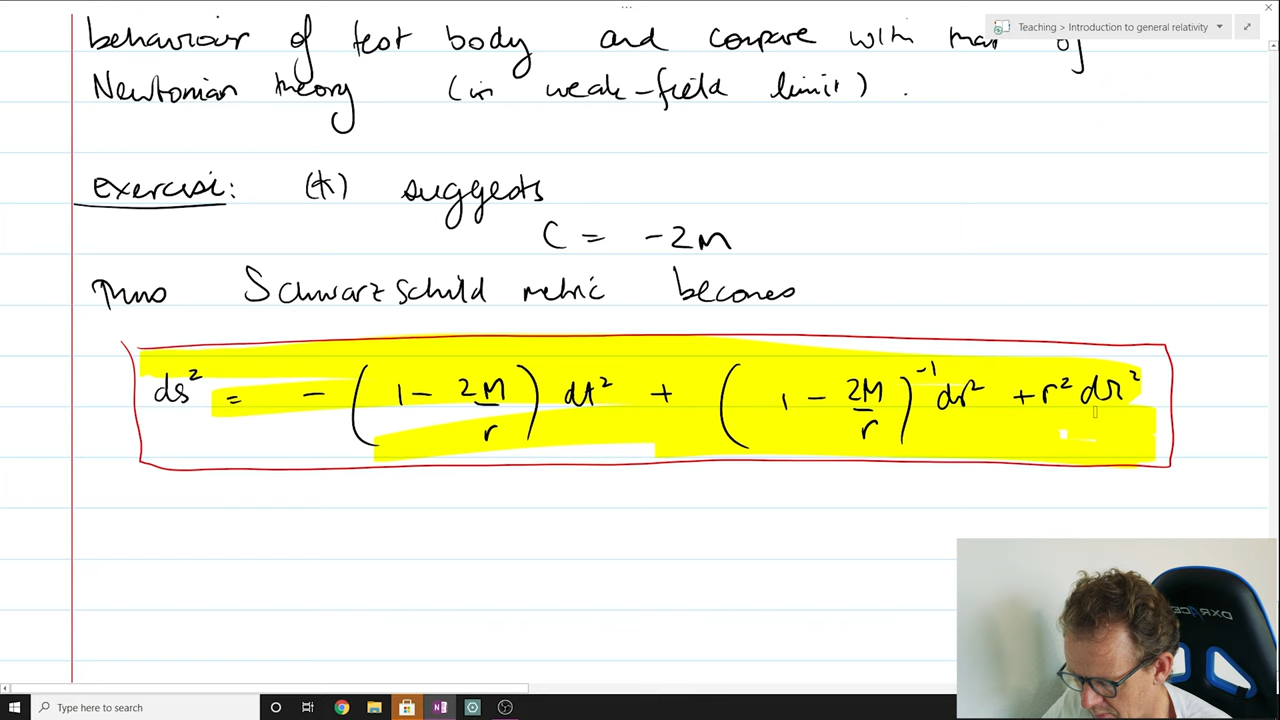 behaviour of test body and compare with that of
Teaching > Introduction to general relativity
Newtonian theory (in weak-field limit).
exercise: (*) suggests
C = -2M
Thus Schwarzschild metric becomes
ds² = - (1 - 2M/r) dt² + (1 - 2M/r)⁻¹ dr² + r² dΩ²
DXRACER
Type here to search